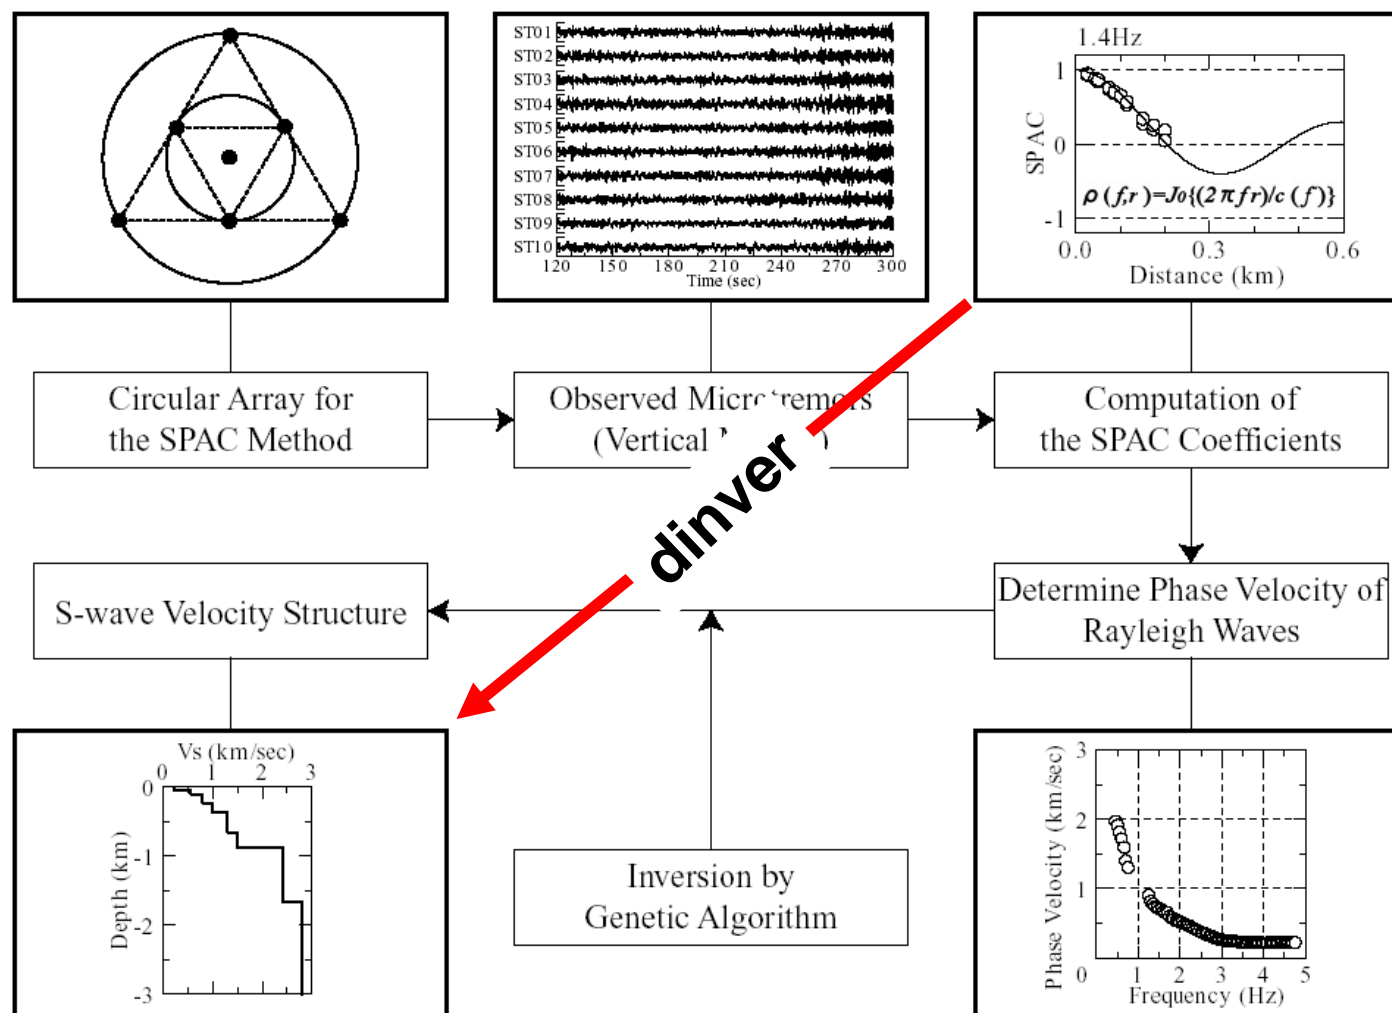 ST01
ST02
ST03
ST04
ST05
ST06
ST07
ST08
ST09
ST10
120 150 180 210 240 270 300
Time (sec)
1.4Hz
1
0
-1
SPAC
ρ(f,r)=J0{(2πfr)/c(f)}
0.0 0.3 0.6
Distance (km)
Circular Array for
the SPAC Method
Observed Microtremors
(Vertical
Computation of
the SPAC Coefficients
dinver
S-wave Velocity Structure
Determine Phase Velocity of
Rayleigh Waves
Vs (km/sec)
0 1 2 3
0
-1
-2
-3
Depth (km)
Inversion by
Genetic Algorithm
3
2
1
0
Phase Velocity (km/sec)
1 2 3 4 5
Frequency (Hz)